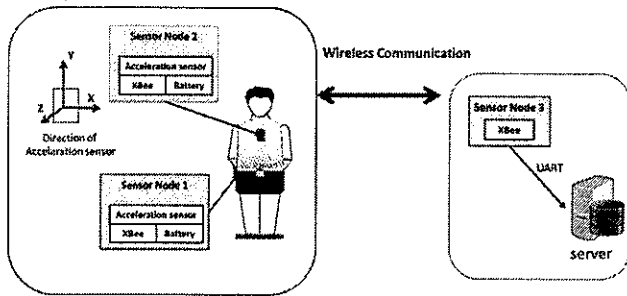 Sensor Node 2
Acceleration sensor
XBee
Battery
Y
X
Z
Direction of
Acceleration sensor
Sensor Node 1
Acceleration sensor
XBee
Battery
Wireless Communication
Sensor Node 3
XBee
UART
server